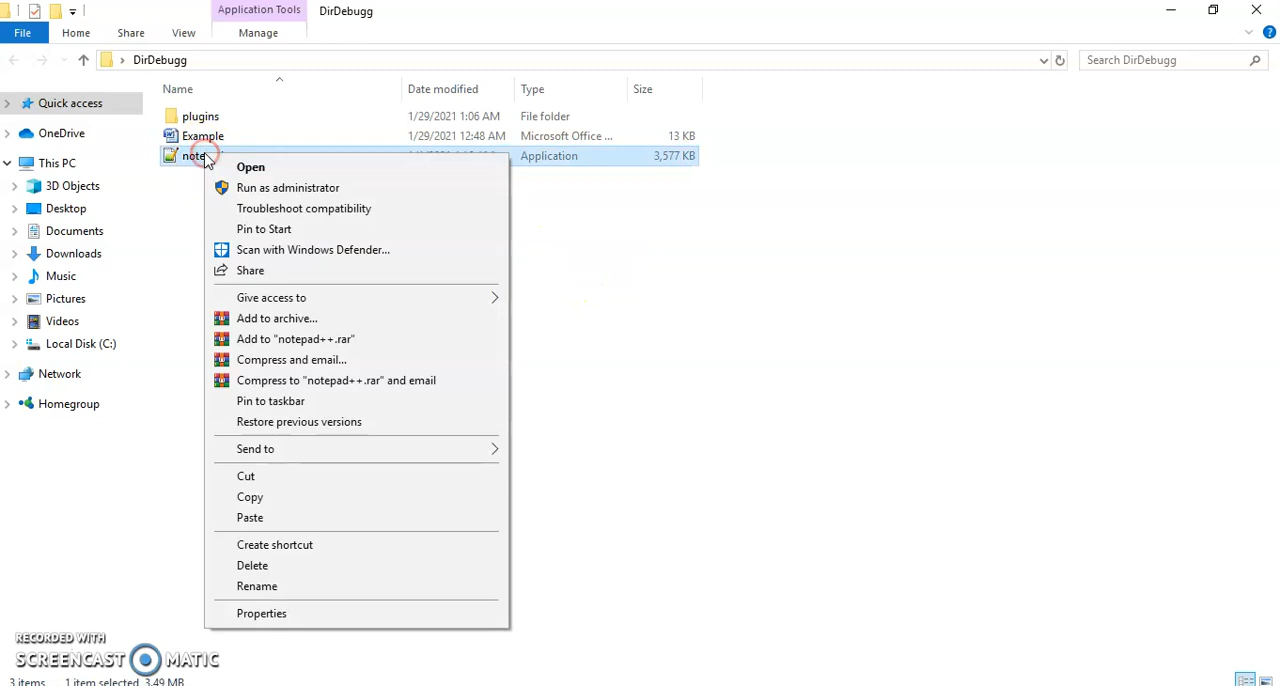 Application Tools
DirDebugg
File
Home
Share
View
Manage
DirDebugg
Search DirDebugg
Name
Date modified
Type
Size
Quick access
OneDrive
This PC
3D Objects
Desktop
Documents
Downloads
Music
Pictures
Videos
Local Disk (C:)
Network
Homegroup
plugins
1/29/2021 1:06 AM
File folder
Example
1/29/2021 12:48 AM
Microsoft Office ...
13 KB
Application
3,577 KB
Open
Run as administrator
Troubleshoot compatibility
Pin to Start
Scan with Windows Defender...
Share
Give access to
Add to archive...
Add to "notepad++.rar"
Compress and email...
Compress to "notepad++.rar" and email
Pin to taskbar
Restore previous versions
Send to
Cut
Copy
Paste
Create shortcut
Delete
Rename
Properties
RECORDED WITH
SCREENCAST MATIC
3 items
1 item selected 3.49 MB